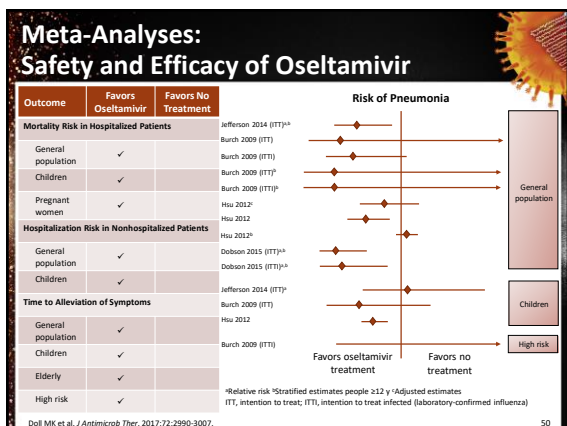 Meta-Analyses:
Safety and Efficacy of Oseltamivir
Outcome
Favors
Oseltamivir
Favors No
Treatment
Mortality Risk in Hospitalized Patients
General
population
✓
Children
✓
Pregnant
women
✓
Hospitalization Risk in Nonhospitalized Patients
General
population
✓
Children
✓
Time to Alleviation of Symptoms
General
population
✓
Children
✓
Elderly
✓
High risk
✓
Risk of Pneumonia
Jefferson 2014 (ITT)ᵃ,ᵇ
Burch 2009 (ITT)
Burch 2009 (ITTI)
Burch 2009 (ITT)ᵇ
Burch 2009 (ITTI)ᵇ
Hsu 2012ᶜ
Hsu 2012
Hsu 2012ᵇ
Dobson 2015 (ITT)ᵃ,ᵇ
Dobson 2015 (ITTI)ᵃ,ᵇ
Jefferson 2014 (ITT)ᵃ
Burch 2009 (ITT)
Hsu 2012
Burch 2009 (ITTI)
General
population
Children
High risk
Favors oseltamivir
treatment
Favors no
treatment
ᵃRelative risk ᵇStratified estimates people ≥12 y ᶜAdjusted estimates
ITT, intention to treat; ITTI, intention to treat infected (laboratory-confirmed influenza)
Doll MK et al. J Antimicrob Ther. 2017;72:2990-3007.
50